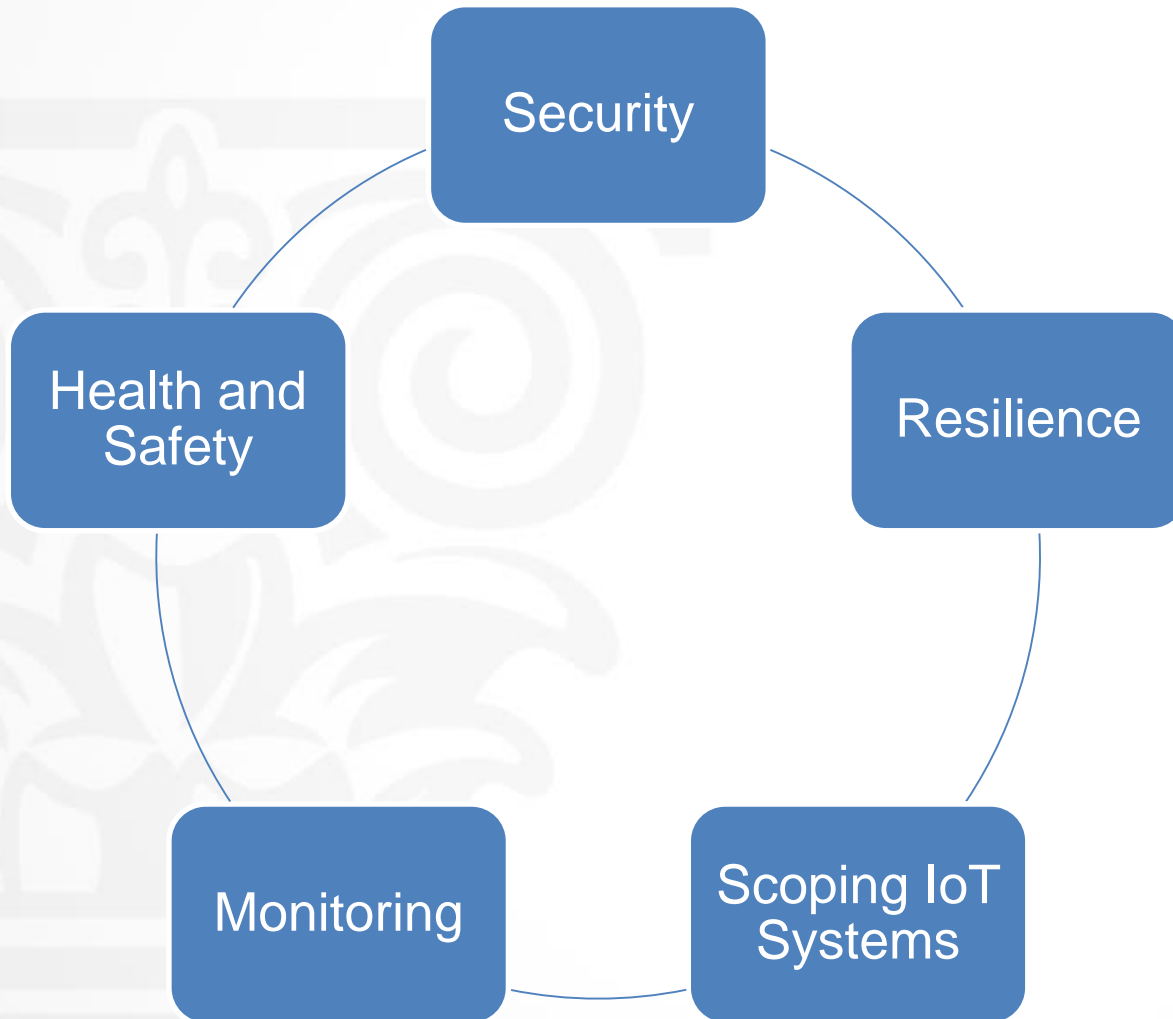 Security
Resilience
Scoping IoT
Systems
Monitoring
Health and
Safety